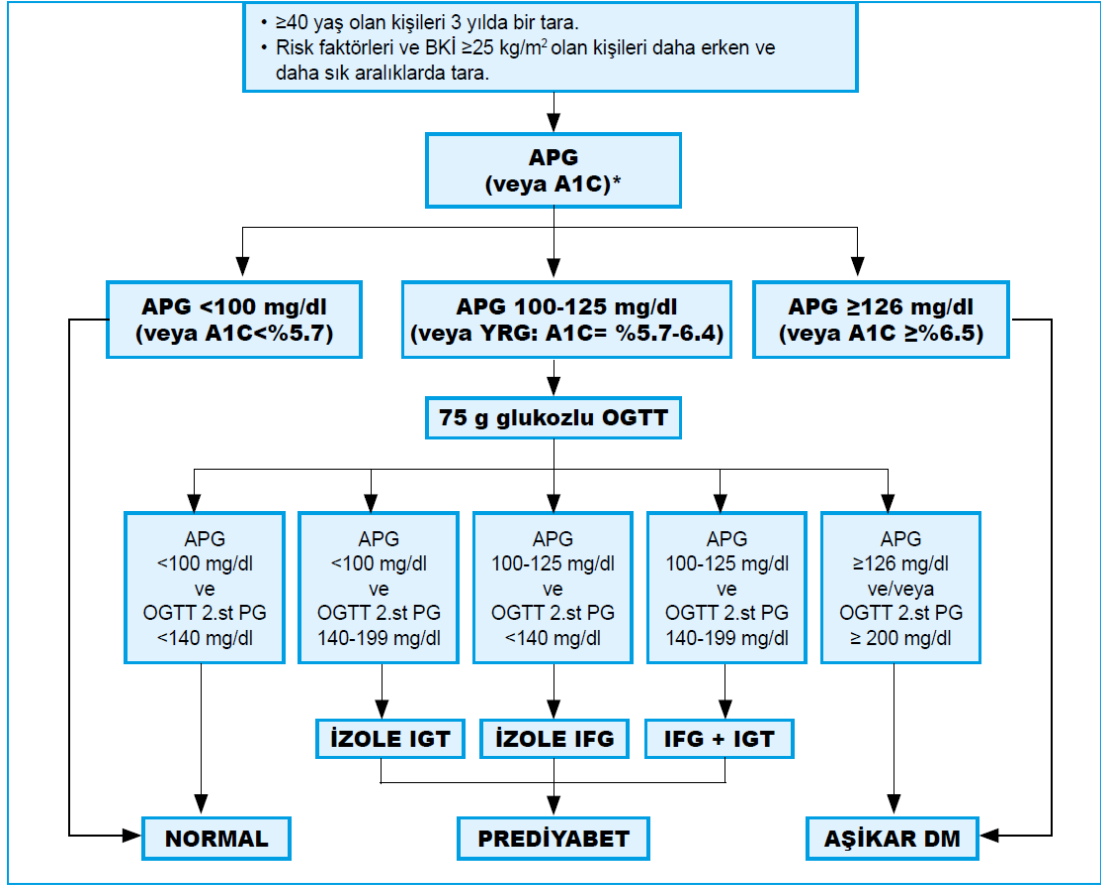 • ≥40 yaş olan kişileri 3 yılda bir tara.
• Risk faktörleri ve BKİ ≥25 kg/m² olan kişileri daha erken ve
daha sık aralıklarda tara.
APG
(veya A1C)*
APG <100 mg/dl
(veya A1C<%5.7)
APG 100-125 mg/dl
(veya YRG: A1C= %5.7-6.4)
APG ≥126 mg/dl
(veya A1C ≥%6.5)
75 g glukozlu OGTT
APG
<100 mg/dl
ve
OGTT 2.st PG
<140 mg/dl
APG
<100 mg/dl
ve
OGTT 2.st PG
140-199 mg/dl
APG
100-125 mg/dl
ve
OGTT 2.st PG
<140 mg/dl
APG
100-125 mg/dl
ve
OGTT 2.st PG
140-199 mg/dl
APG
≥126 mg/dl
ve/veya
OGTT 2.st PG
≥ 200 mg/dl
İZOLE IGT
İZOLE IFG
IFG + IGT
NORMAL
PREDİYABET
AŞİKAR DM